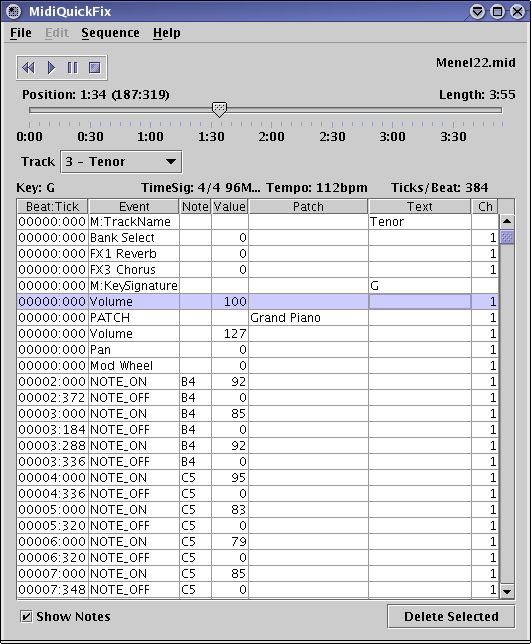 MidiQuickFix
File Edit Sequence Help
Menel22.mid
Position: 1:34 (187:319) Length: 3:55
0:00 0:30 1:00 1:30 2:00 2:30 3:00 3:30
Track 3 - Tenor
Key: G TimeSig: 4/4 96M... Tempo: 112bpm Ticks/Beat: 384
Beat:Tick Event Note Value Patch Text Ch
00000:000 M:TrackName Tenor
00000:000 Bank Select 0 1
00000:000 FX1 Reverb 0 1
00000:000 FX3 Chorus 0 1
00000:000 M:KeySignature G
00000:000 Volume 100 1
00000:000 PATCH Grand Piano 1
00000:000 Volume 127 1
00000:000 Pan 0 1
00000:000 Mod Wheel 0 1
00002:000 NOTE_ON B4 92 1
00002:372 NOTE_OFF B4 0 1
00003:000 NOTE_ON B4 85 1
00003:184 NOTE_OFF B4 0 1
00003:288 NOTE_ON B4 92 1
00003:336 NOTE_OFF B4 0 1
00004:000 NOTE_ON C5 95 1
00004:336 NOTE_OFF C5 0 1
00005:000 NOTE_ON C5 83 1
00005:320 NOTE_OFF C5 0 1
00006:000 NOTE_ON C5 79 1
00006:320 NOTE_OFF C5 0 1
00007:000 NOTE_ON C5 85 1
00007:348 NOTE_OFF C5 0 1
Show Notes Delete Selected